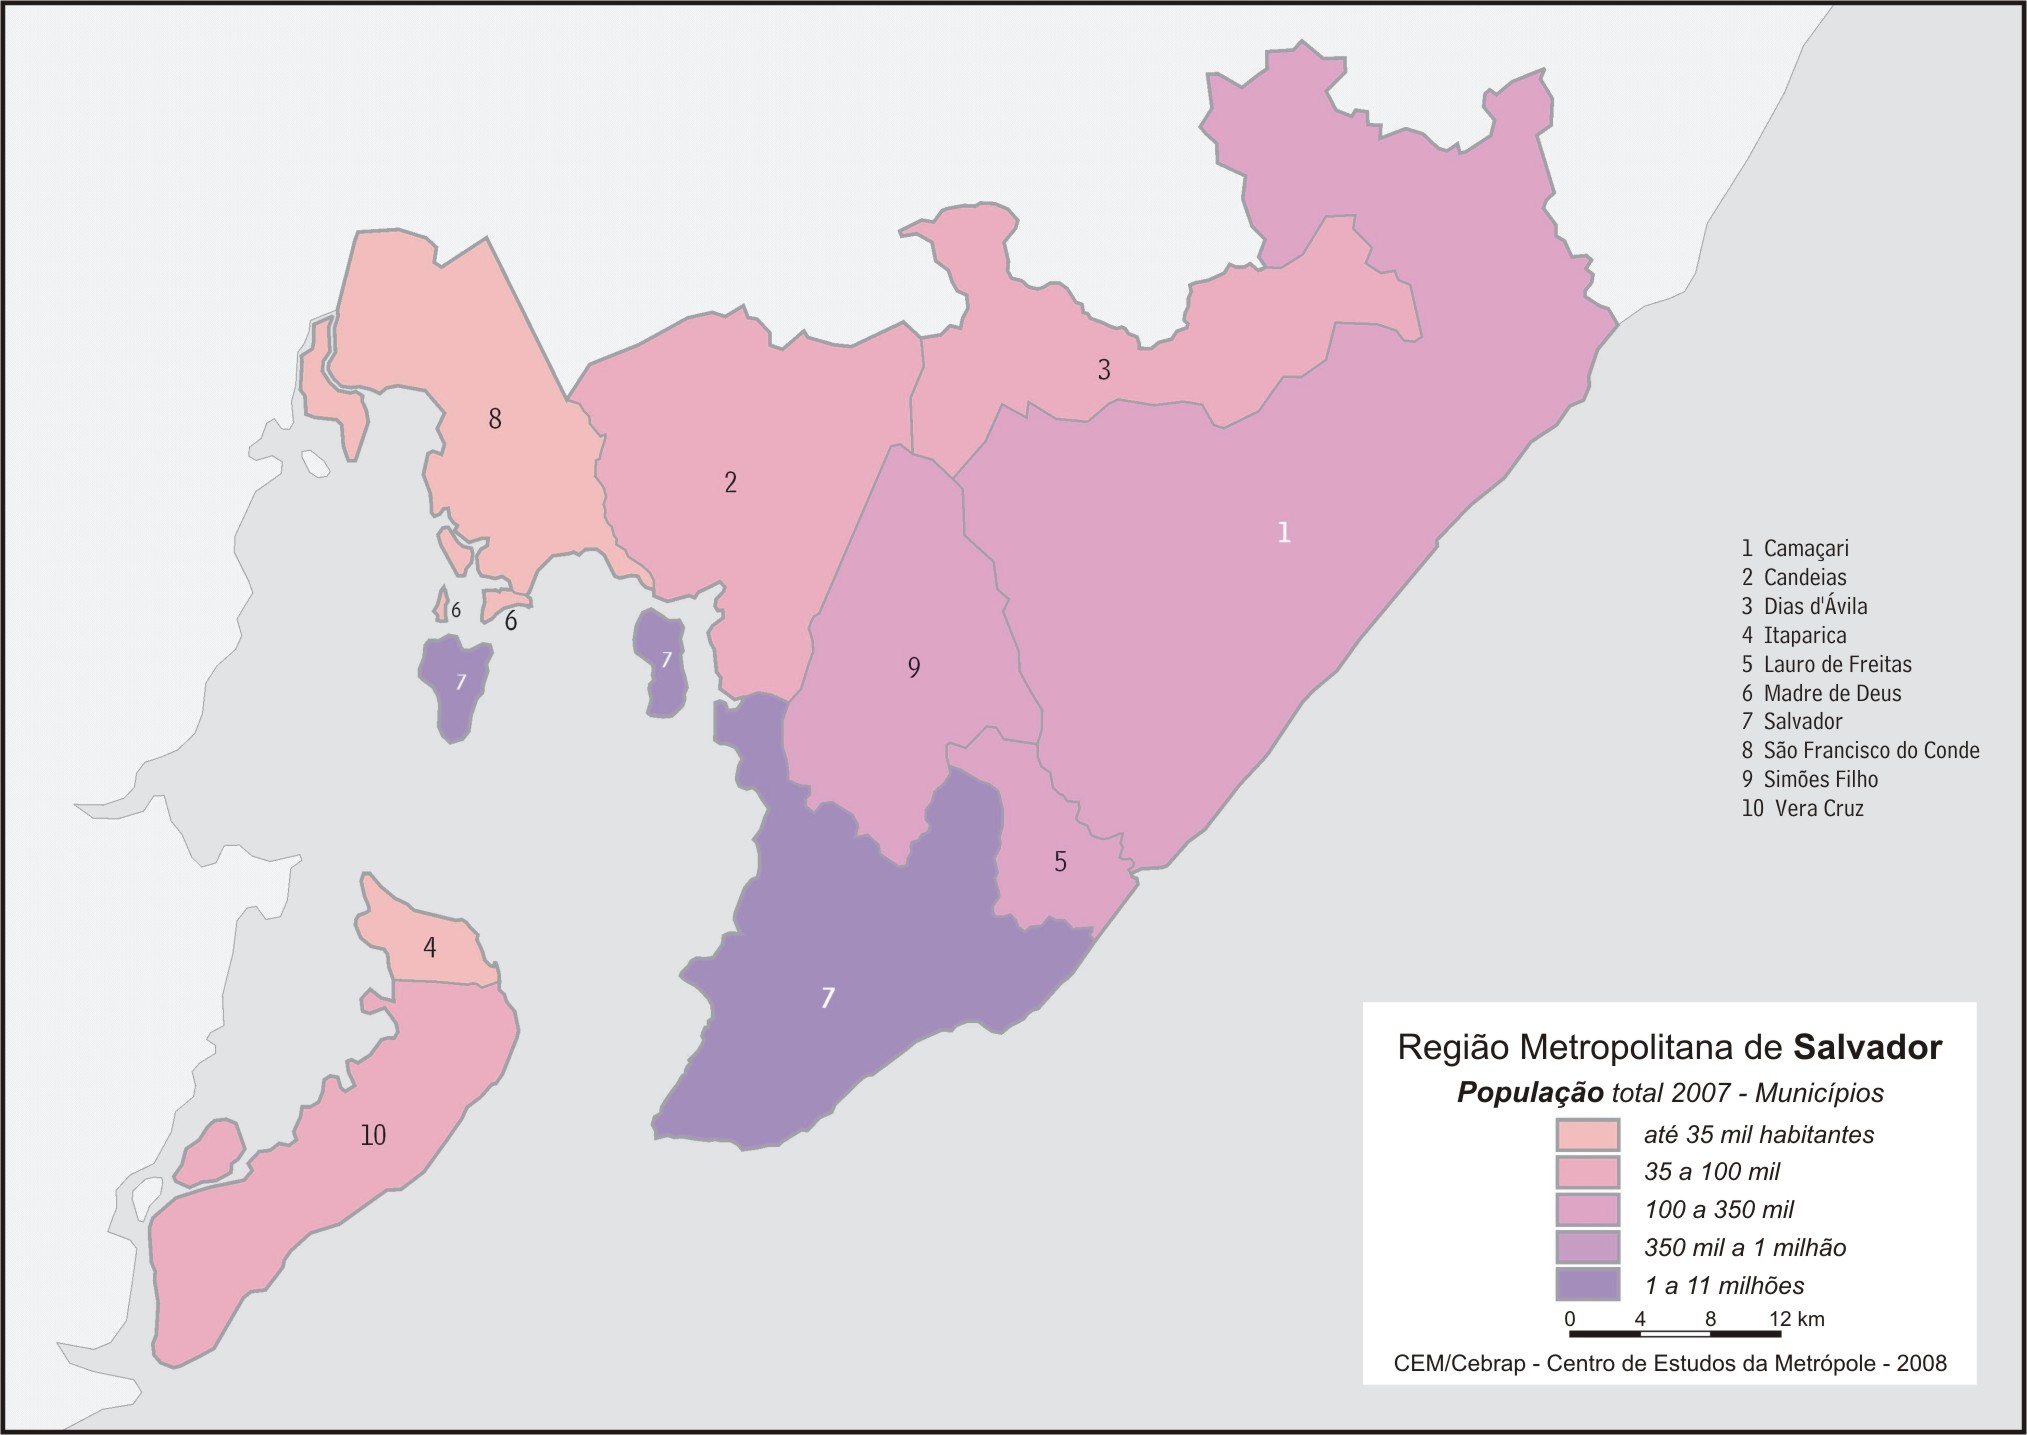 3
8
2
1
6
6
7
7
9
5
4
7
10
1 Camaçari
2 Candeias
3 Dias d'Ávila
4 Itaparica
5 Lauro de Freitas
6 Madre de Deus
7 Salvador
8 São Francisco do Conde
9 Simões Filho
10 Vera Cruz
Região Metropolitana de Salvador
População total 2007 - Municípios
até 35 mil habitantes
35 a 100 mil
100 a 350 mil
350 mil a 1 milhão
1 a 11 milhões
0 4 8 12 km
CEM/Cebrap - Centro de Estudos da Metrópole - 2008